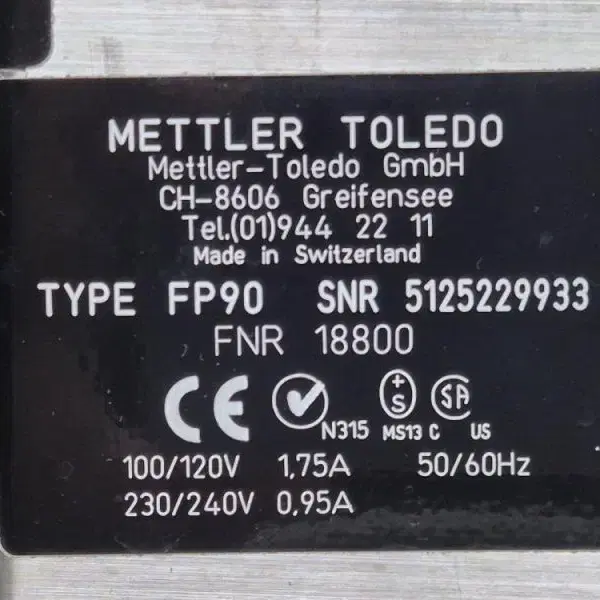 METTLER TOLEDO
Mettler-Toledo GmbH
CH-8606 Greifensee
Tel.(01)944 22 11
Made in Switzerland
TYPE FP90 SNR 5125229933
FNR 18800
CE N315 +S MS13 SA C US
100/120V 1,75A 50/60Hz
230/240V 0,95A